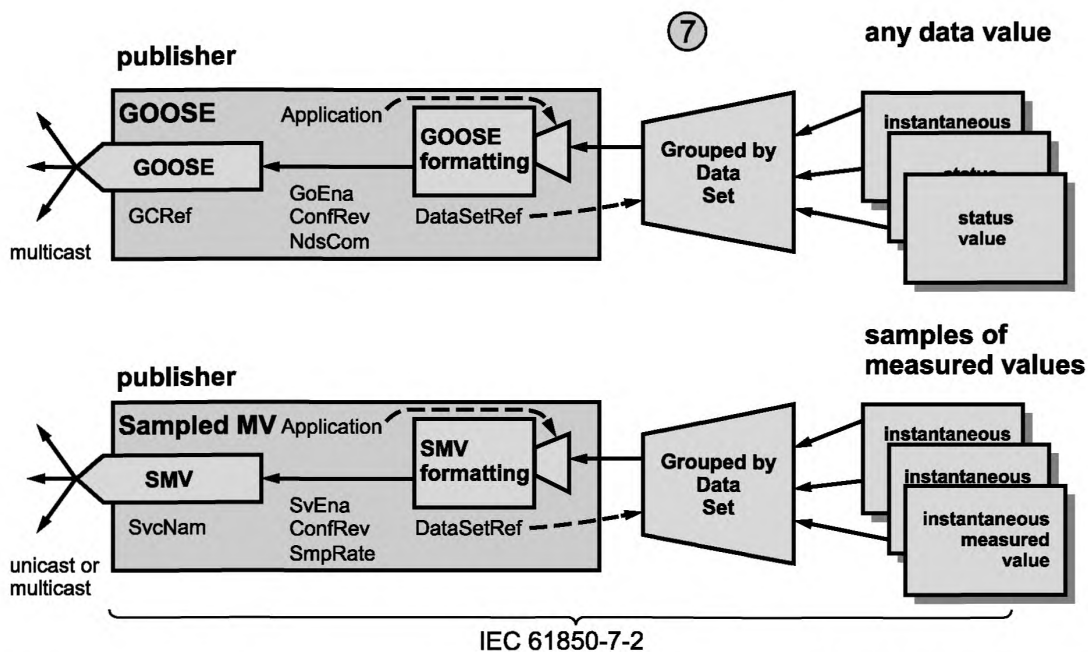 7
any data value
publisher
GOOSE
Application
GOOSE
formatting
GOOSE
GCRef
GoEna
ConfRev
NdsCom
DataSetRef
multicast
Grouped by
Data
Set
instantaneous
status
status
value
samples of
measured values
publisher
Sampled MV
Application
SMV
formatting
SMV
SvcNam
SvEna
ConfRev
SmpRate
DataSetRef
unicast or
multicast
Grouped by
Data
Set
instantaneous
instantaneous
instantaneous
measured
value
IEC 61850-7-2